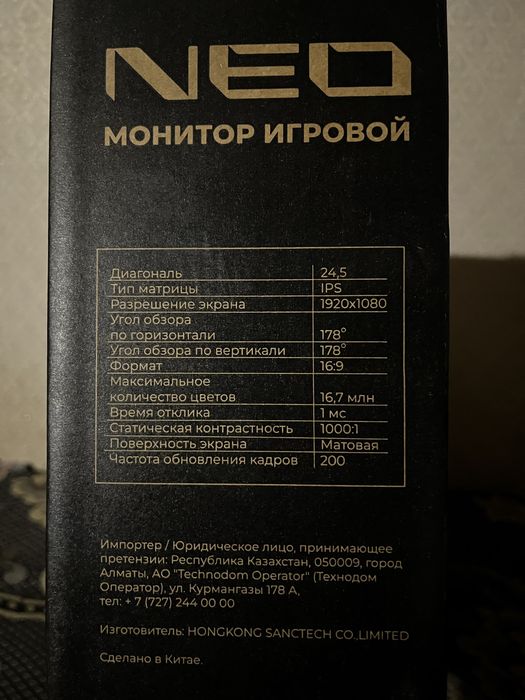 NEO
МОНИТОР ИГРОВОЙ
Диагональ 24,5
Тип матрицы IPS
Разрешение экрана 1920x1080
Угол обзора
по горизонтали 178°
Угол обзора по вертикали 178°
Формат 16:9
Максимальное
количество цветов 16,7 млн
Время отклика 1 мс
Статическая контрастность 1000:1
Поверхность экрана Матовая
Частота обновления кадров 200
Импортер / Юридическое лицо, принимающее
претензии: Республика Казахстан, 050009, город
Алматы, АО "Technodom Operator" (Технодом
Оператор), ул. Курмангазы 178 А,
тел: + 7 (727) 244 00 00
Изготовитель: HONGKONG SANCTECH CO.,LIMITED
Сделано в Китае.